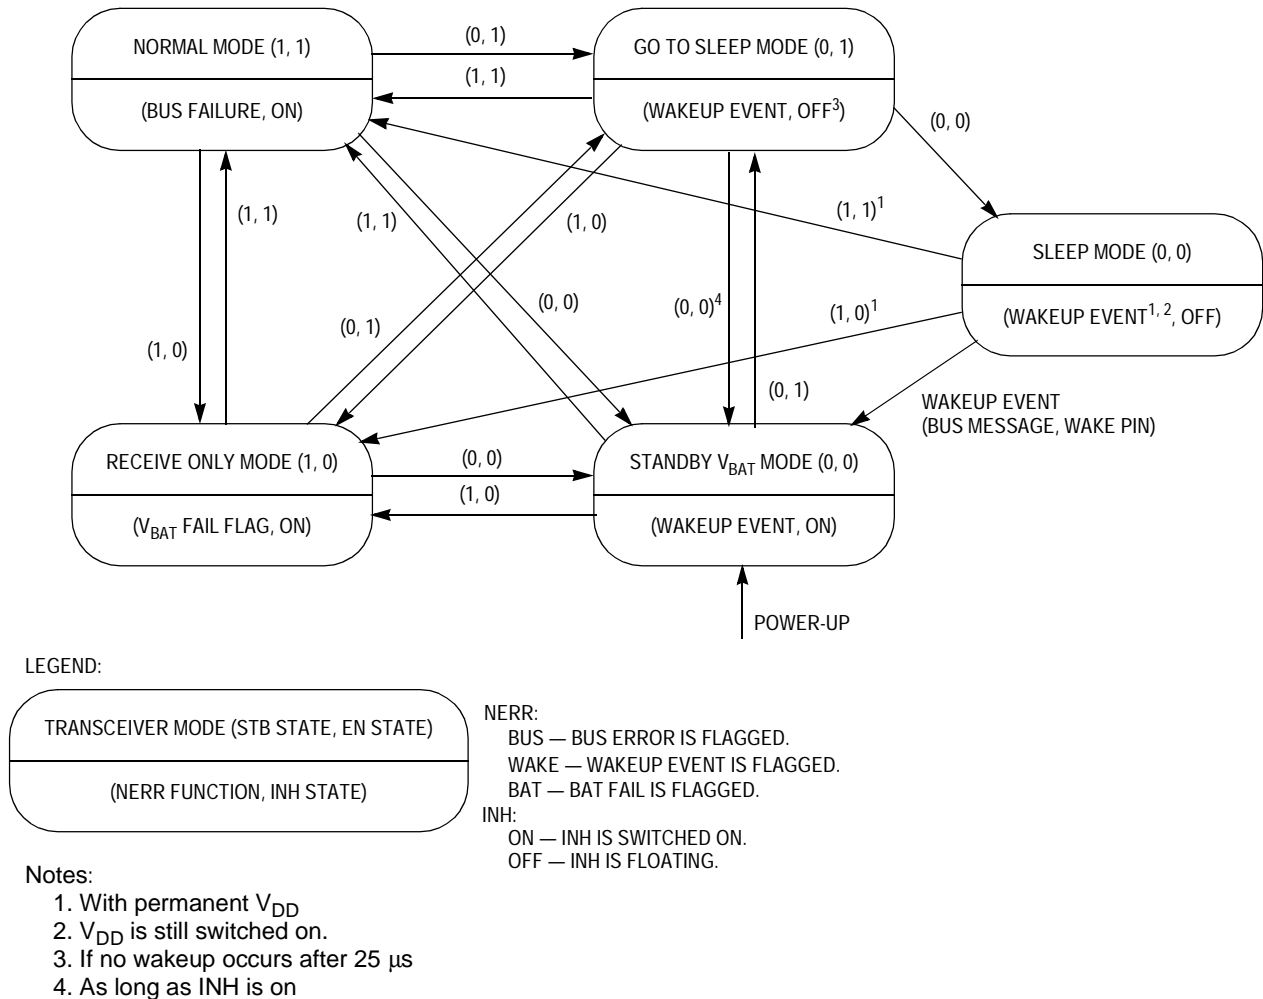 NORMAL MODE (1, 1)
(BUS FAILURE, ON)
(0, 1)
(1, 1)
GO TO SLEEP MODE (0, 1)
(WAKEUP EVENT, OFF3)
(0, 0)
(1, 1)
(1, 1)
(1, 0)
(1, 1)1
SLEEP MODE (0, 0)
(WAKEUP EVENT1, 2, OFF)
(1, 0)
(0, 1)
(0, 0)
(0, 0)4
(1, 0)1
(0, 1)
WAKEUP EVENT
(BUS MESSAGE, WAKE PIN)
RECEIVE ONLY MODE (1, 0)
(VBAT FAIL FLAG, ON)
(0, 0)
(1, 0)
STANDBY VBAT MODE (0, 0)
(WAKEUP EVENT, ON)
POWER-UP
LEGEND:
TRANSCEIVER MODE (STB STATE, EN STATE)
(NERR FUNCTION, INH STATE)
NERR:
BUS — BUS ERROR IS FLAGGED.
WAKE — WAKEUP EVENT IS FLAGGED.
BAT — BAT FAIL IS FLAGGED.
INH:
ON — INH IS SWITCHED ON.
OFF — INH IS FLOATING.
Notes:
1. With permanent VDD
2. VDD is still switched on.
3. If no wakeup occurs after 25 μs
4. As long as INH is on